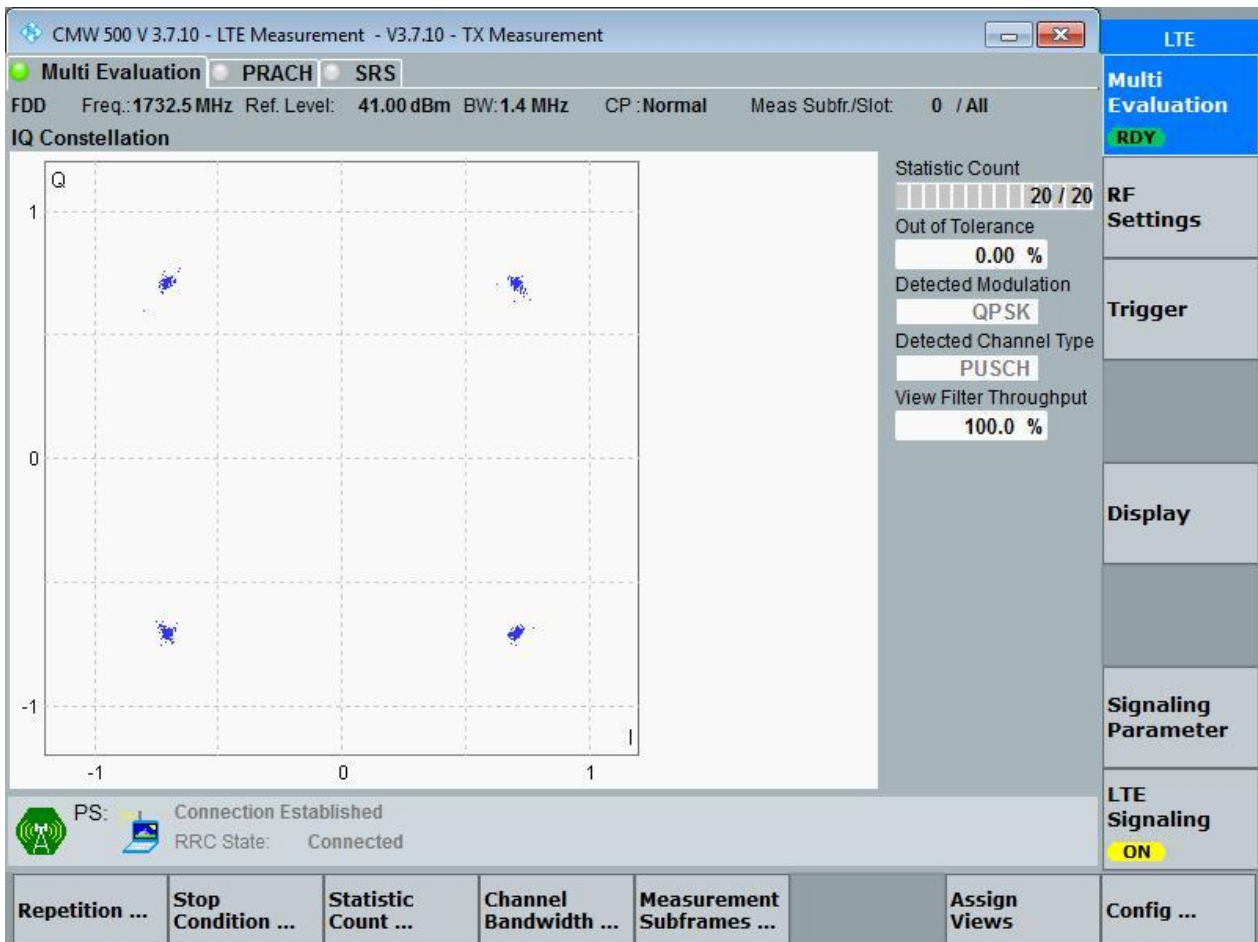 CMW 500 V 3.7.10 - LTE Measurement - V3.7.10 - TX Measurement
LTE
Multi Evaluation PRACH SRS
Multi
Evaluation
RDY
FDD Freq.: 1732.5 MHz Ref. Level: 41.00 dBm BW: 1.4 MHz CP : Normal Meas Subfr./Slot: 0 / All
IQ Constellation
Q
1
0
-1
I
-1 0 1
Statistic Count
20 / 20
Out of Tolerance
0.00 %
Detected Modulation
QPSK
Detected Channel Type
PUSCH
View Filter Throughput
100.0 %
RF
Settings
Trigger
Display
Signaling
Parameter
LTE
Signaling
ON
PS: Connection Established
RRC State: Connected
Repetition ...
Stop
Condition ...
Statistic
Count ...
Channel
Bandwidth ...
Measurement
Subframes ...
Assign
Views
Config ...